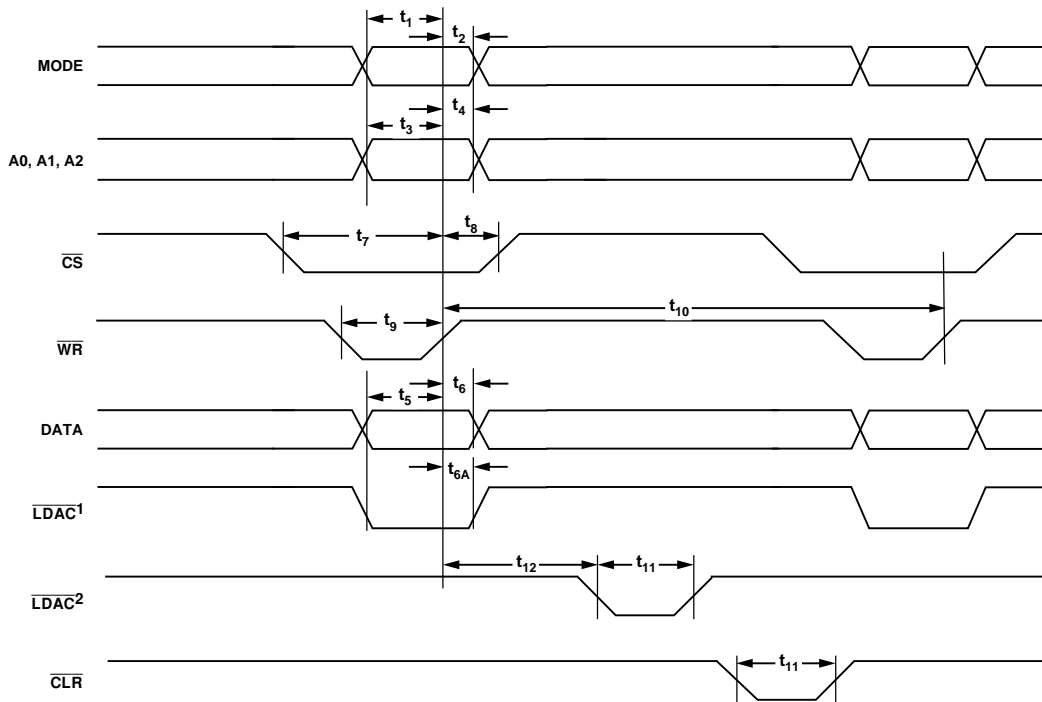 t1
t2
MODE
t4
t3
A0, A1, A2
t7
t8
CS
t10
t9
WR
t6
t5
DATA
t6A
LDAC1
t12
t11
LDAC2
t11
CLR